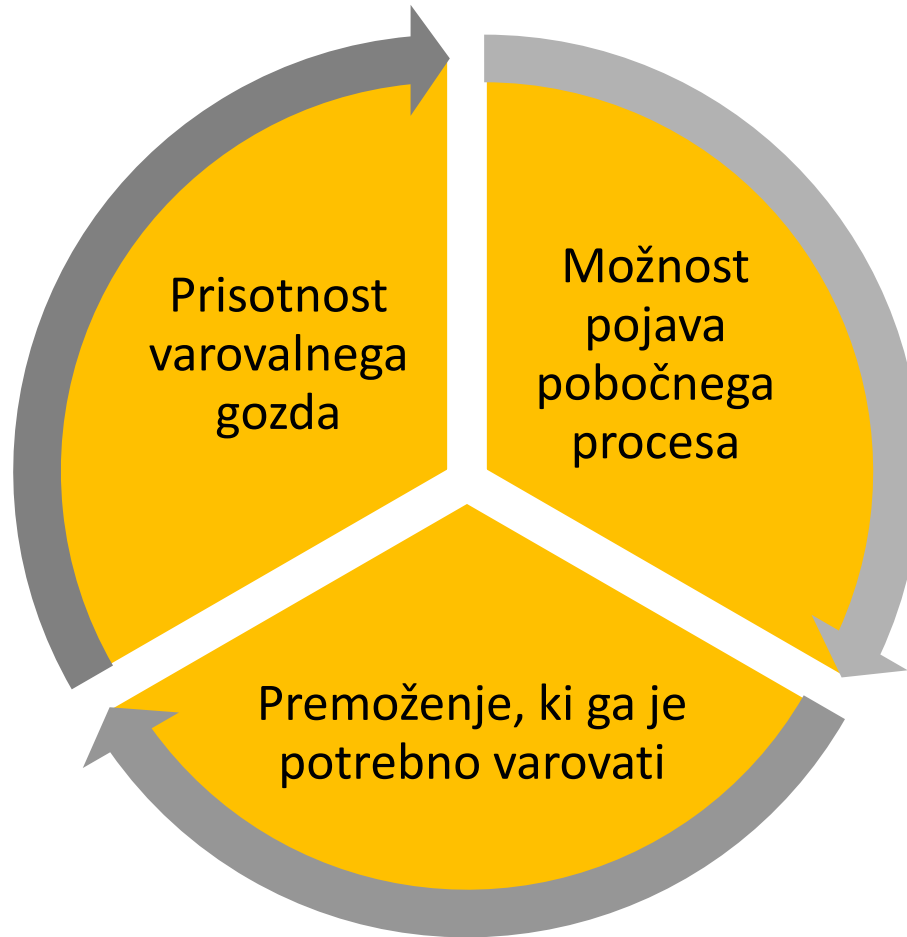 Prisotnost
varovalnega
gozda
Možnost
pojava
pobočnega
procesa
Premoženje, ki ga je
potrebno varovati